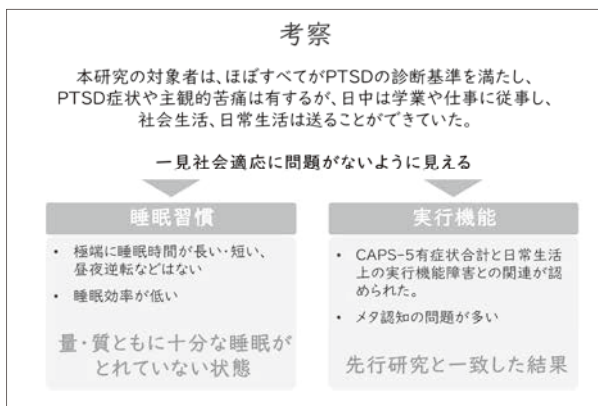 考察
本研究の対象者は、ほぼすべてがPTSDの診断基準を満たし、
PTSD症状や主観的苦痛は有するが、日中は学業や仕事に従事し、
社会生活、日常生活は送ることができていた。
一見社会適応に問題がないように見える
睡眠習慣
• 極端に睡眠時間が長い・短い、
昼夜逆転などはない
• 睡眠効率が低い
量・質ともに十分な睡眠が
とれていない状態
実行機能
• CAPS-5有症状合計と日常生活
上の実行機能障害との関連が認
められた。
• メタ認知の問題が多い
先行研究と一致した結果